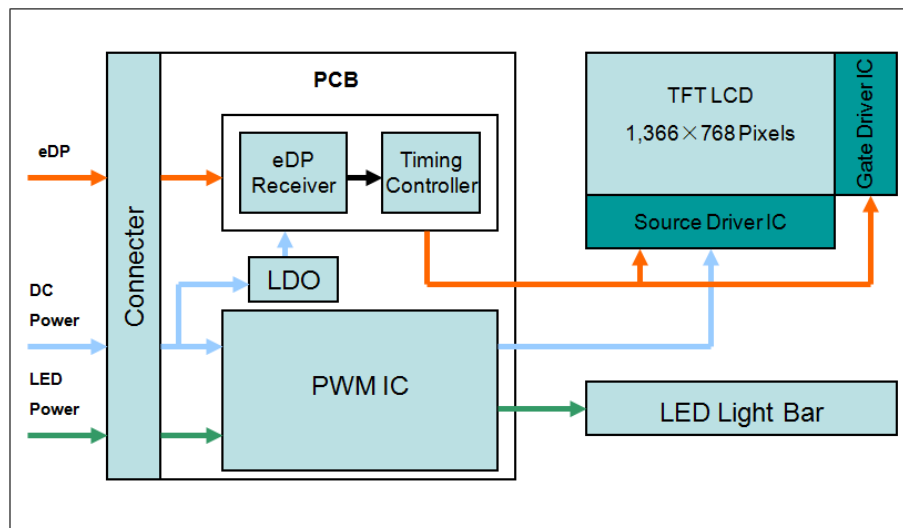 PCB
eDP
DC
Power
LED
Power
Connecter
eDP
Receiver
Timing
Controller
LDO
PWM IC
TFT LCD
1,366×768 Pixels
Gate Driver IC
Source Driver IC
LED Light Bar